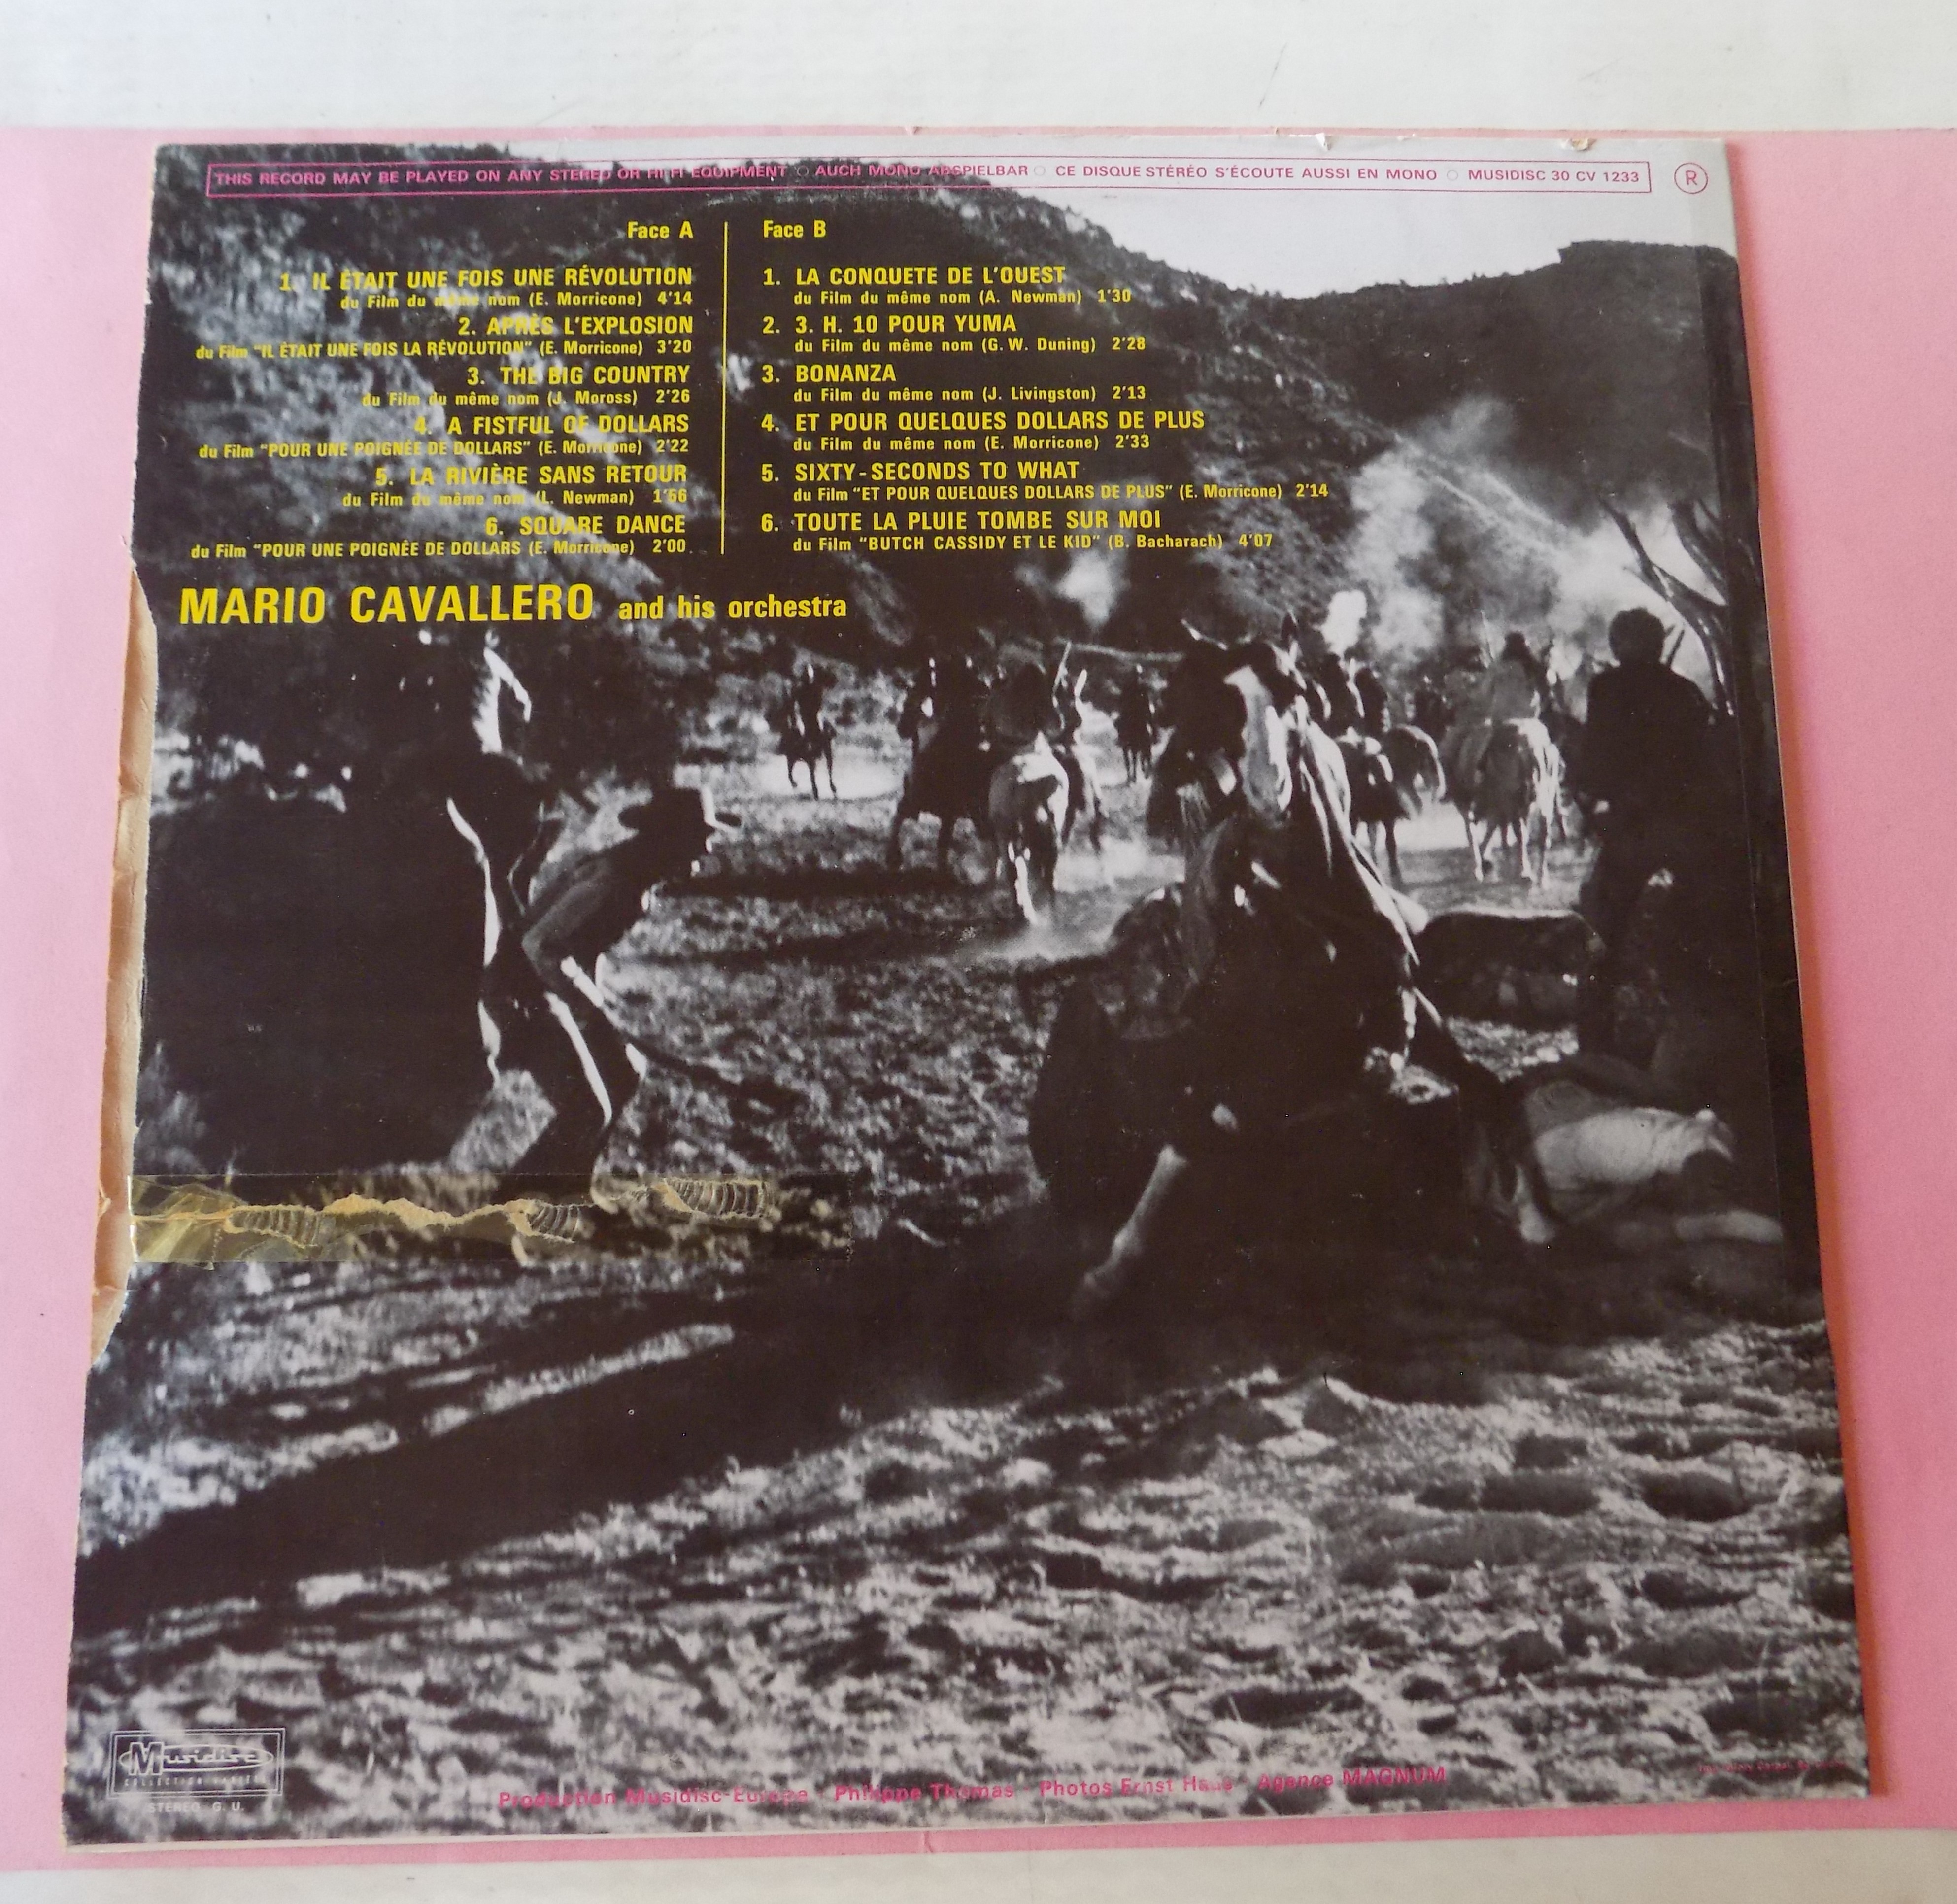 THIS RECORD MAY BE PLAYED ON ANY STEREO OR HI-FI EQUIPMENT ○ AUCH MONO ABSPIELBAR ○ CE DISQUE STÉRÉO S'ÉCOUTE AUSSI EN MONO ○ MUSIDISC 30 CV 1233
R
Face A
1. IL ÉTAIT UNE FOIS UNE RÉVOLUTION
du Film du même nom (E. Morricone) 4'14
2. APRÈS L'EXPLOSION
du Film "IL ÉTAIT UNE FOIS LA RÉVOLUTION" (E. Morricone) 3'20
3. THE BIG COUNTRY
du Film du même nom (J. Moross) 2'26
4. A FISTFUL OF DOLLARS
du Film "POUR UNE POIGNÉE DE DOLLARS" (E. Morricone) 2'22
5. LA RIVIÈRE SANS RETOUR
du Film du même nom (L. Newman) 1'56
6. SQUARE DANCE
du Film "POUR UNE POIGNÉE DE DOLLARS (E. Morricone) 2'00
Face B
1. LA CONQUETE DE L'OUEST
du Film du même nom (A. Newman) 1'30
2. 3. H. 10 POUR YUMA
du Film du même nom (G. W. Duning) 2'28
3. BONANZA
du Film du même nom (J. Livingston) 2'13
4. ET POUR QUELQUES DOLLARS DE PLUS
du Film du même nom (E. Morricone) 2'33
5. SIXTY-SECONDS TO WHAT
du Film "ET POUR QUELQUES DOLLARS DE PLUS" (E. Morricone) 2'14
6. TOUTE LA PLUIE TOMBE SUR MOI
du Film "BUTCH CASSIDY ET LE KID" (B. Bacharach) 4'07
MARIO CAVALLERO and his orchestra
Musidisc
COLLECTION
STEREO G. U.
Production Musidisc-Europe - Philippe Thomas - Photos Ernst Haas - Agence MAGNUM